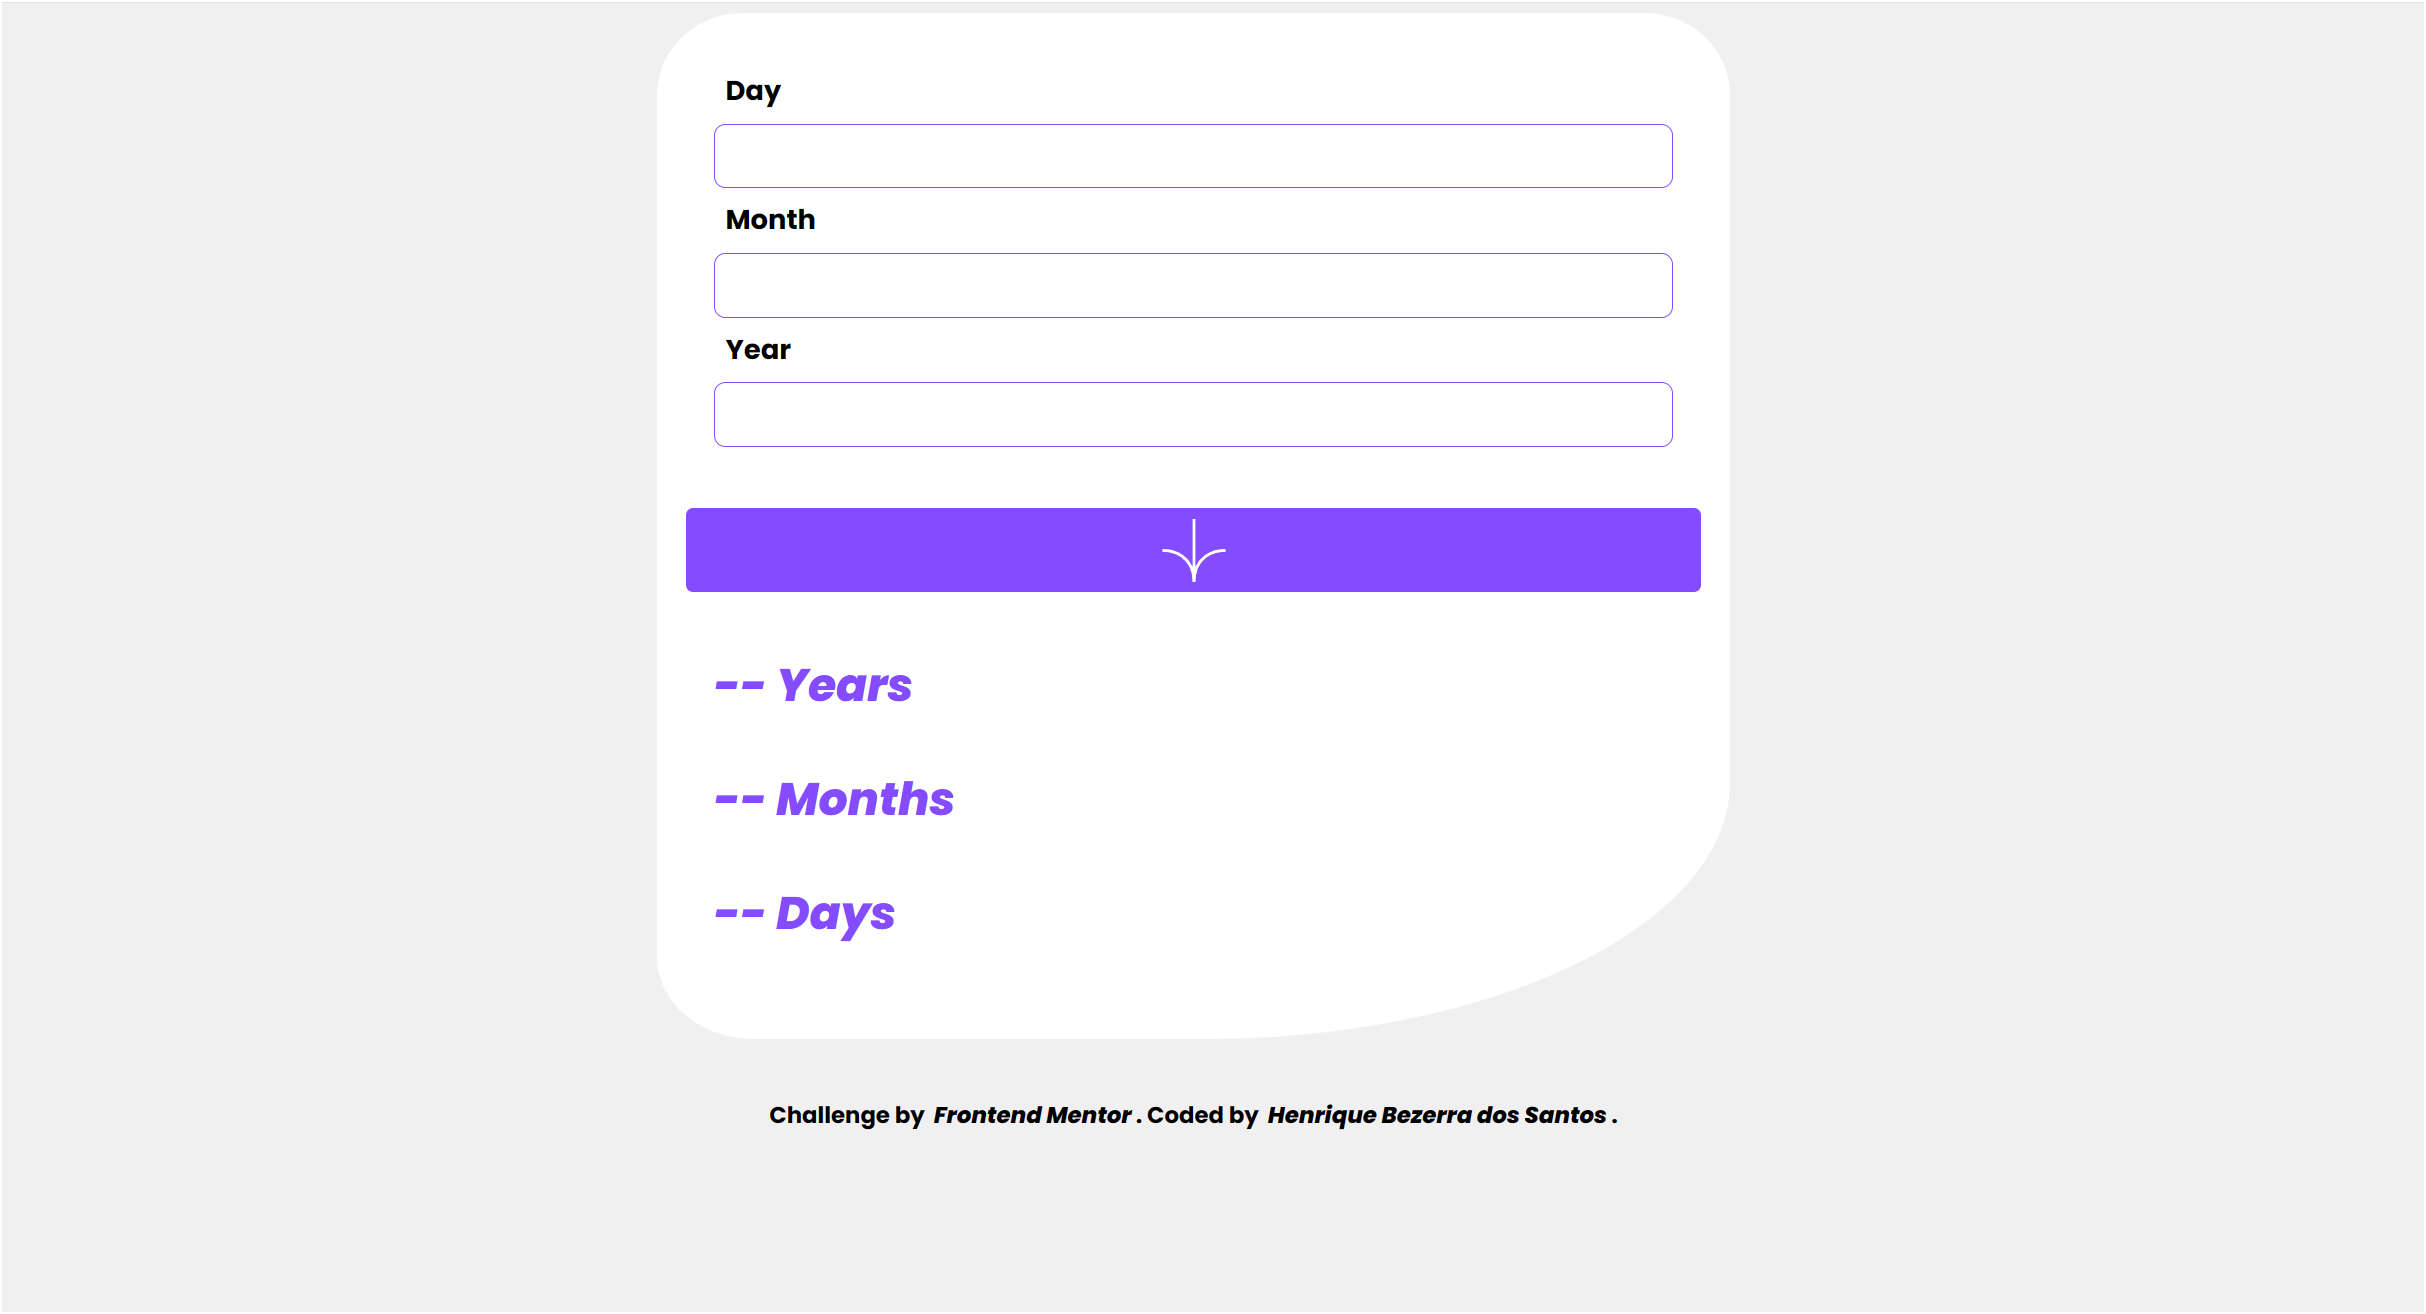 Day
Month
Year
-- Years
-- Months
-- Days
Challenge by Frontend Mentor . Coded by Henrique Bezerra dos Santos .